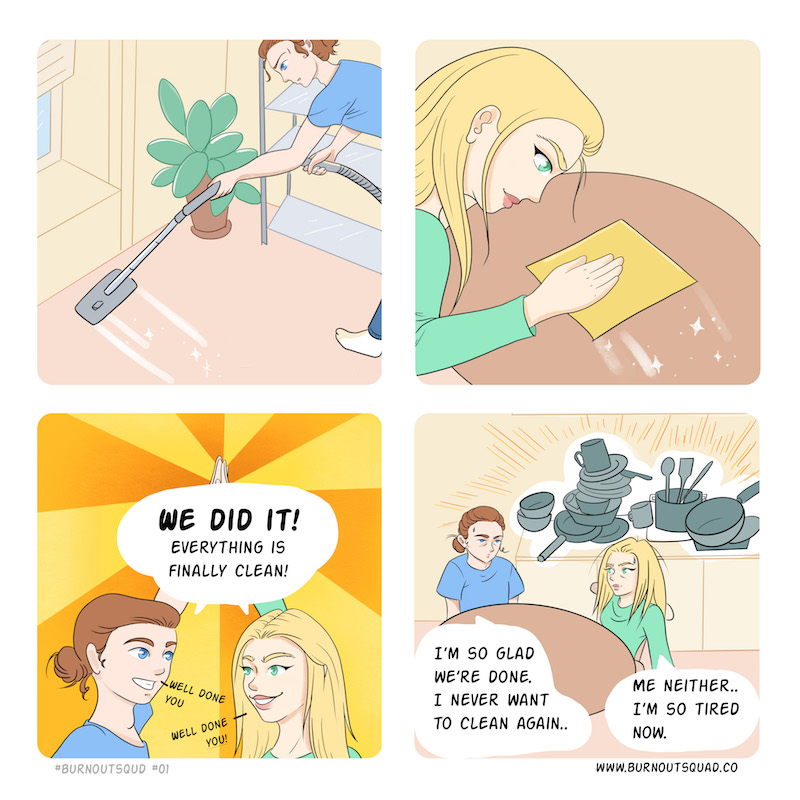 WE DID IT!
EVERYTHING IS
FINALLY CLEAN!
WELL DONE
YOU
WELL DONE
YOU!
I'M SO GLAD
WE'RE DONE.
I NEVER WANT
TO CLEAN AGAIN..
ME NEITHER..
I'M SO TIRED
NOW.
#BURNOUTSQUD #01
WWW.BURNOUTSQUAD.CO